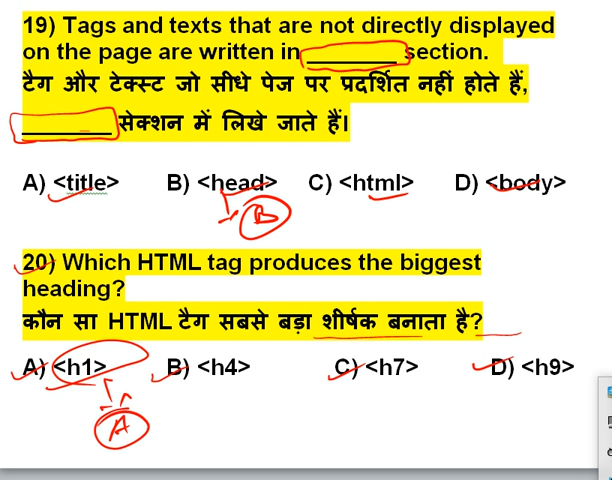 19) Tags and texts that are not directly displayed
on the page are written in ________ section.
टैग और टेक्स्ट जो सीधे पेज पर प्रदर्शित नहीं होते हैं,
________ सेक्शन में लिखे जाते हैं।
A) <title> B) <head> C) <html> D) <body>
B
20) Which HTML tag produces the biggest
heading?
कौन सा HTML टैग सबसे बड़ा शीर्षक बनाता है?
A) <h1> B) <h4> C) <h7> D) <h9>
A